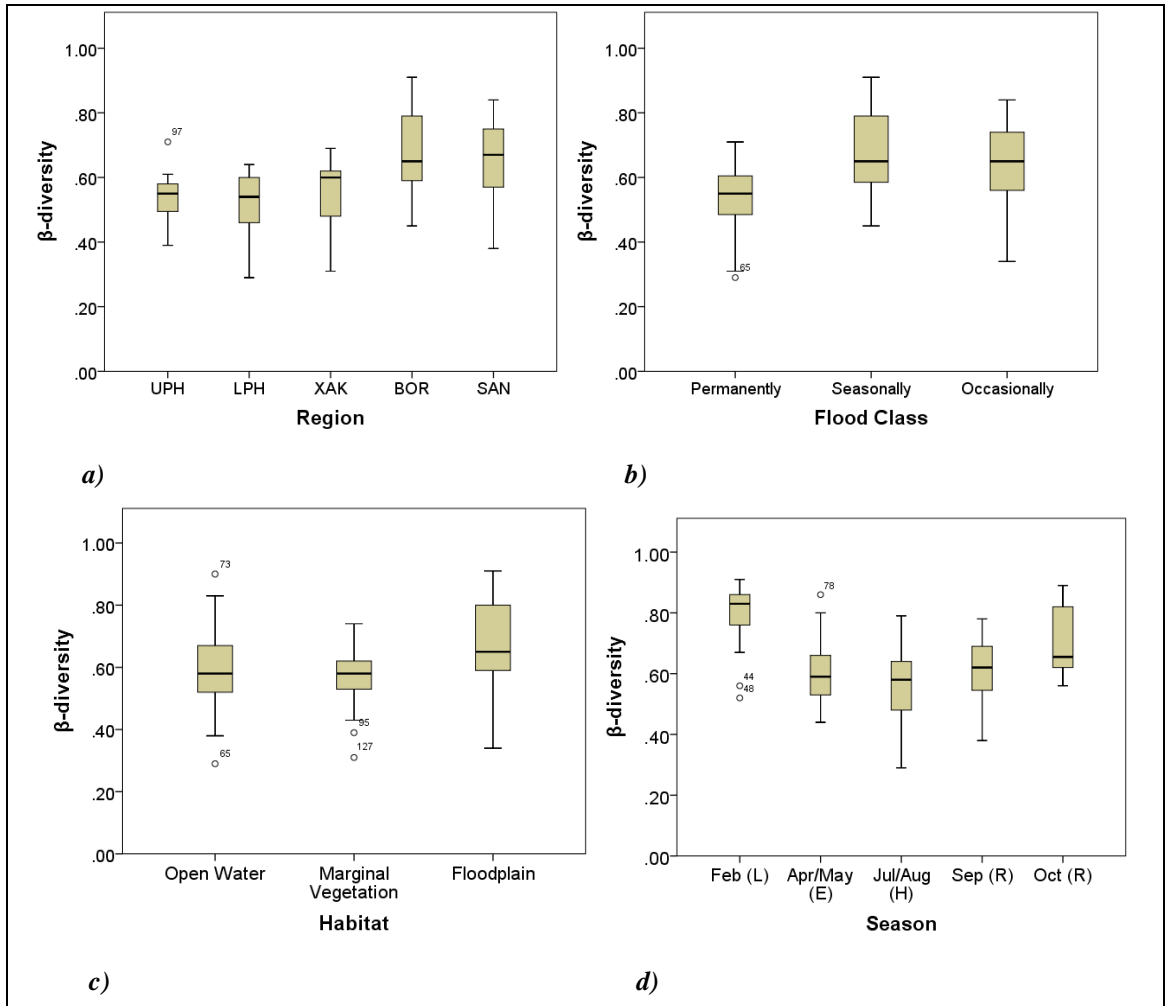 1.00
.80
.60
.40
.20
.00
β-diversity
97
UPH LPH XAK BOR SAN
Region
a)
1.00
.80
.60
.40
.20
.00
β-diversity
65
Permanently Seasonally Occasionally
Flood Class
b)
1.00
.80
.60
.40
.20
.00
β-diversity
73
65
95
127
Open Water Marginal Floodplain
Vegetation
Habitat
c)
1.00
.80
.60
.40
.20
.00
β-diversity
44
48
78
Feb (L) Apr/May Jul/Aug Sep (R) Oct (R)
(E) (H)
Season
d)